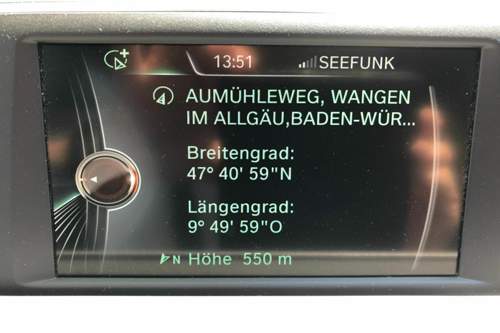 13:51 SEEFUNK
AUMÜHLEWEG, WANGEN
IM ALLGÄU,BADEN-WÜR...
Breitengrad:
47° 40' 59"N
Längengrad:
9° 49' 59"O
N Höhe 550 m